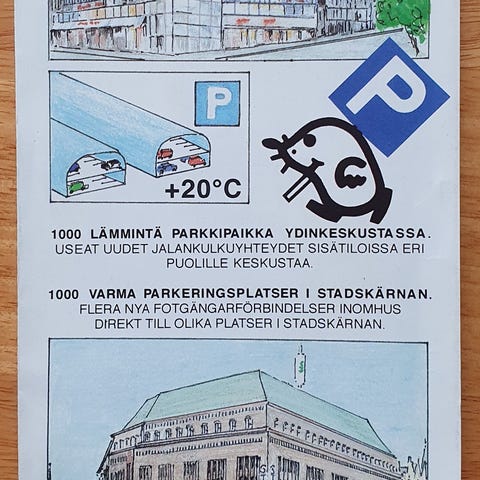 P
P
+20°C
1000 LÄMMINTÄ PARKKIPAIKKA YDINKESKUSTASSA.
USEAT UUDET JALANKULKUYHTEYDET SISÄTILOISSA ERI
PUOLILLE KESKUSTAA.
1000 VARMA PARKERINGSPLATSER I STADSKÄRNAN.
FLERA NYA FOTGÄNGARFÖRBINDELSER INOMHUS
DIREKT TILL OLIKA PLATSER I STADSKÄRNAN.